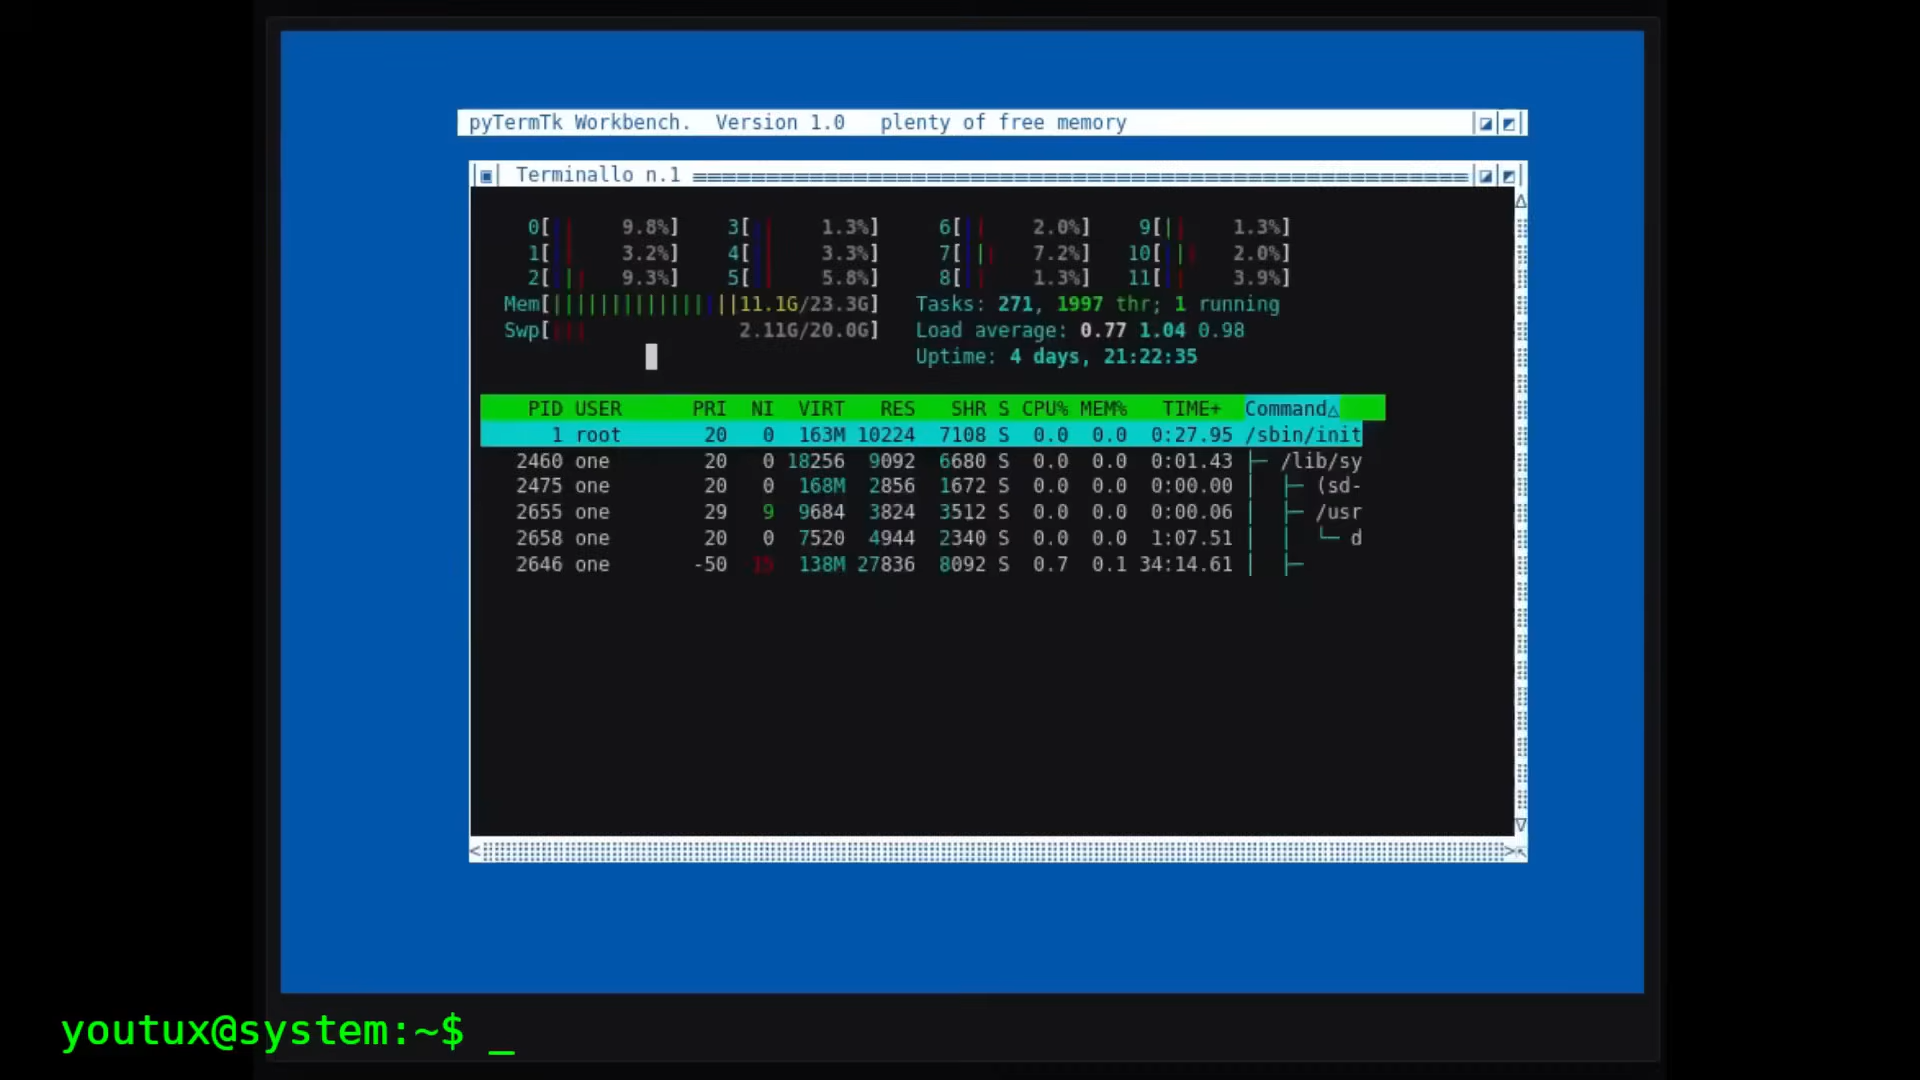 pyTermTk Workbench.  Version 1.0   plenty of free memory
Terminallo n.1
0[ 9.8%] 3[ 1.3%] 6[ 2.0%] 9[ 1.3%]
1[ 3.2%] 4[ 3.3%] 7[ 7.2%] 10[ 2.0%]
2[ 9.3%] 5[ 5.8%] 8[ 1.3%] 11[ 3.9%]
Mem[||||||||||||||||11.1G/23.3G] Tasks: 271, 1997 thr; 1 running
Swp[||| 2.11G/20.0G] Load average: 0.77 1.04 0.98
Uptime: 4 days, 21:22:35
PID USER PRI NI VIRT RES SHR S CPU% MEM% TIME+ Command△
1 root 20 0 163M 10224 7108 S 0.0 0.0 0:27.95 /sbin/init
2460 one 20 0 18256 9092 6680 S 0.0 0.0 0:01.43 ├─ /lib/sy
2475 one 20 0 168M 2856 1672 S 0.0 0.0 0:00.00 │ ├─ (sd-
2655 one 29 9 9684 3824 3512 S 0.0 0.0 0:00.06 │ ├─ /usr
2658 one 20 0 7520 4944 2340 S 0.0 0.0 1:07.51 │ │ └─ d
2646 one -50 138M 27836 8092 S 0.7 0.1 34:14.61 │ ├─
youtux@system:~$ _